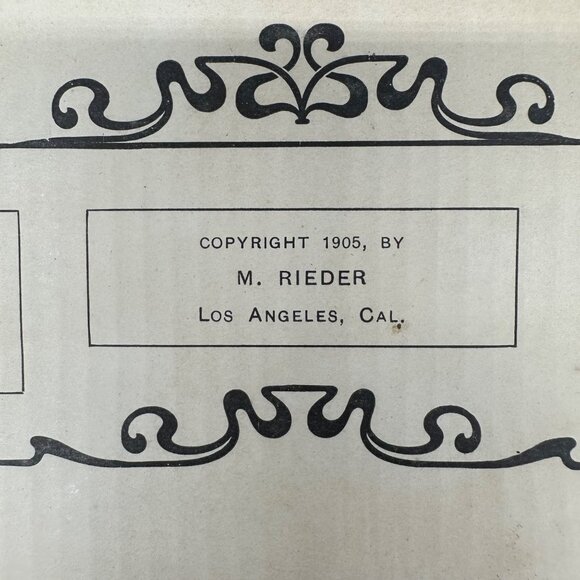 COPYRIGHT 1905, BY
M. RIEDER
LOS ANGELES, CAL.